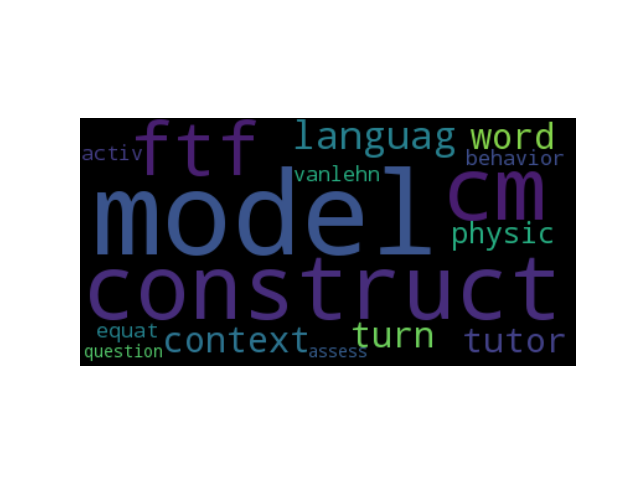 ftf
languag
word
activ
behavior
vanlehn
model
cm
physic
construct
equat
context
turn
tutor
question
assess